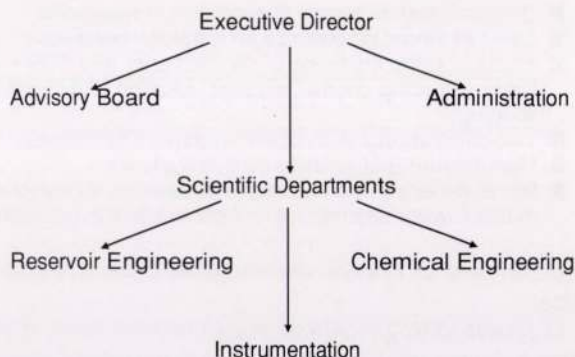 Executive Director
Advisory Board Administration
Scientific Departments
Reservoir Engineering Chemical Engineering
Instrumentation